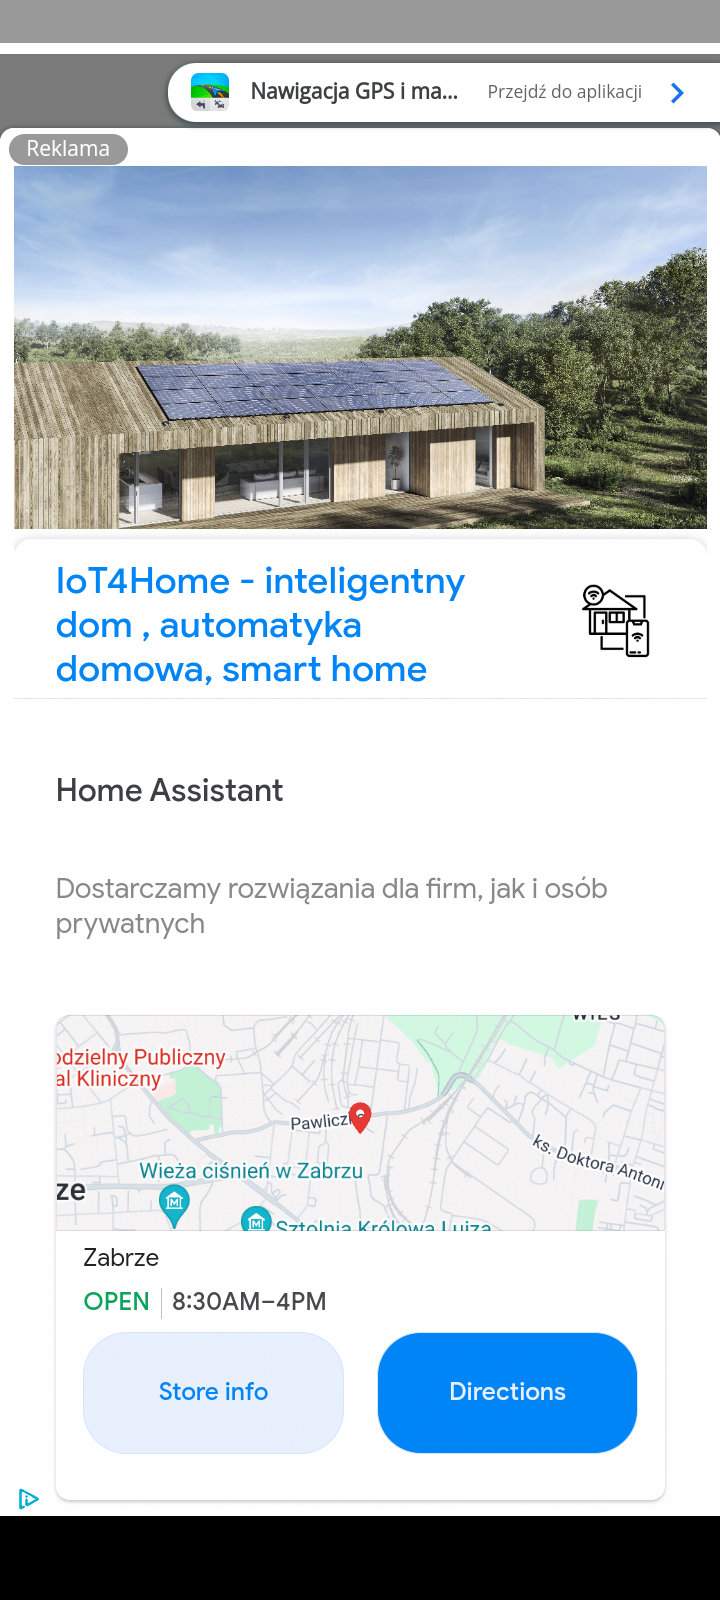 Nawigacja GPS i ma...
Przejdź do aplikacji
Reklama
IoT4Home - inteligentny
dom , automatyka
domowa, smart home
Home Assistant
Dostarczamy rozwiązania dla firm, jak i osób
prywatnych
odzielny Publiczny
al Kliniczny
Wieża ciśnień w Zabrzu
ks. Doktora Antoni
ze
Sztolnia Królowa Luiza
Zabrze
OPEN
8:30AM–4PM
Store info
Directions